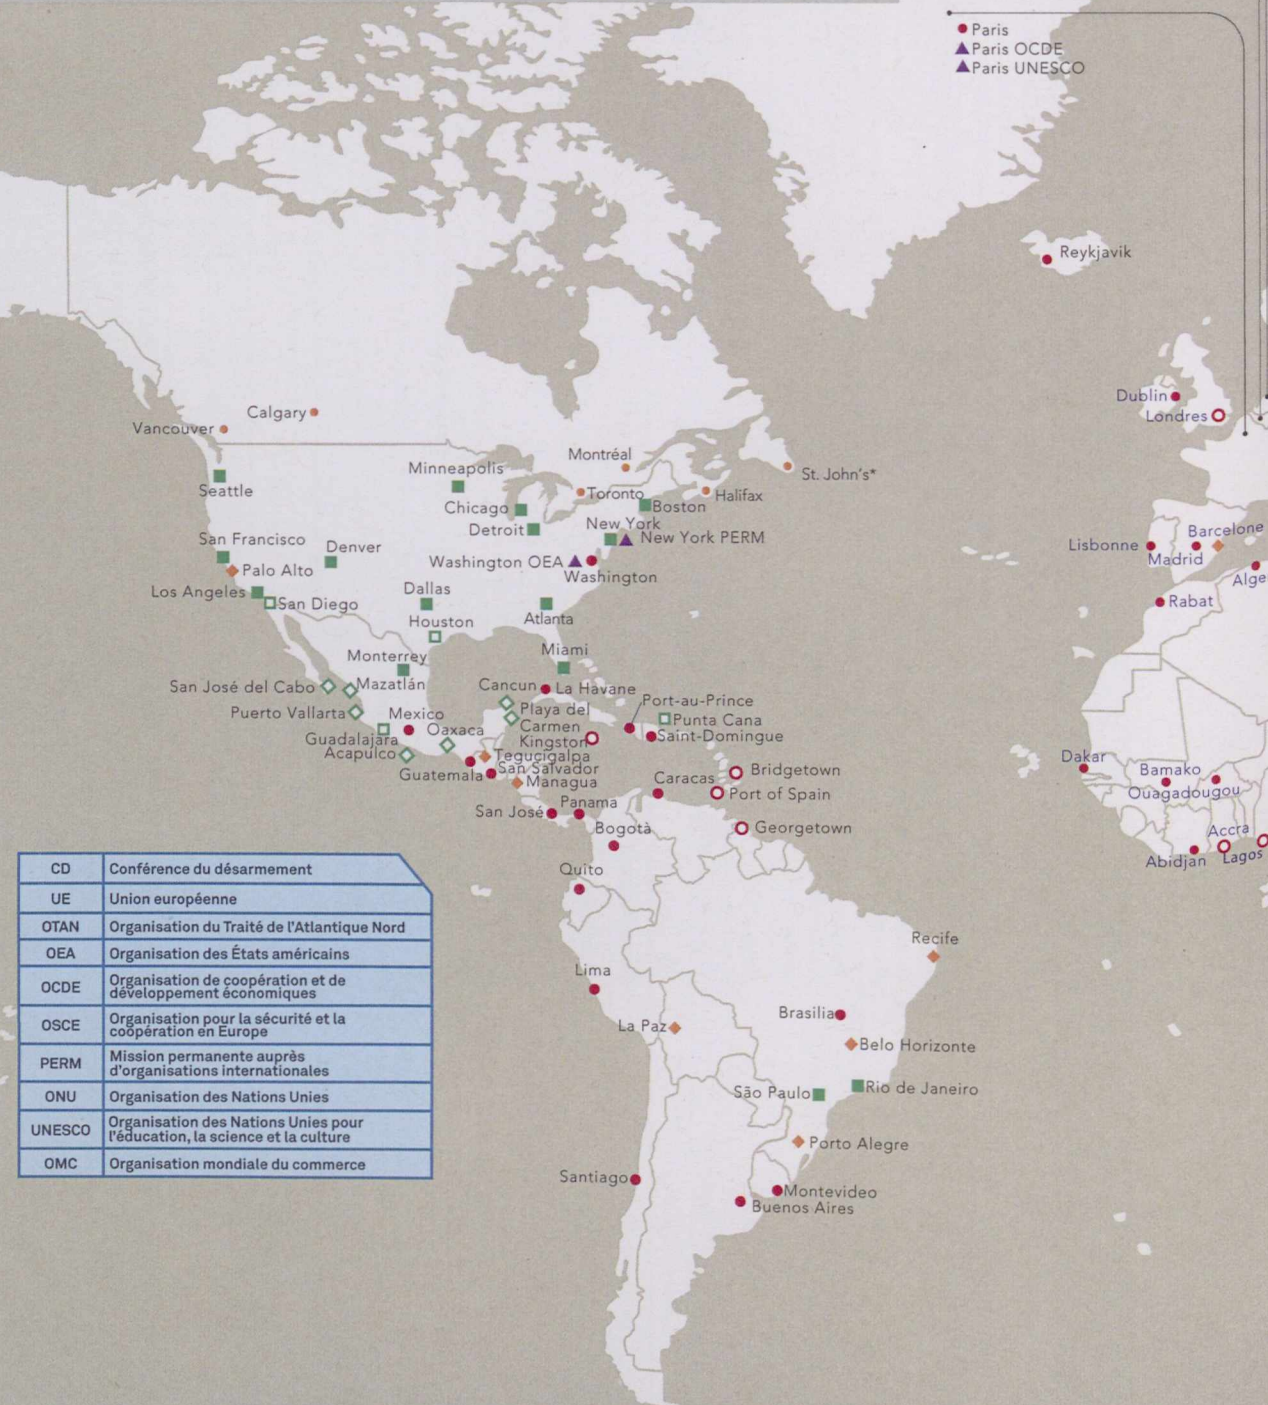 Paris
Paris OCDE
Paris UNESCO
Reykjavik
Dublin
Londres
Calgary
Vancouver
Montréal
St. John's*
Minneapolis
Seattle
Toronto
Halifax
Chicago
Boston
Detroit
New York
New York PERM
San Francisco
Denver
Palo Alto
Washington OEA
Washington
Los Angeles
San Diego
Dallas
Houston
Atlanta
Lisbonne
Madrid
Barcelone
Rabat
Alge
Monterrey
Miami
San José del Cabo
Mazatlán
Cancun
La Havane
Port-au-Prince
Puerto Vallarta
Mexico
Oaxaca
Playa del
Carmen
Punta Cana
Guadalajara
Kingston
Saint-Domingue
Acapulco
Tegucigalpa
Guatemala
San Salvador
Managua
Caracas
Bridgetown
Port of Spain
San José
Panama
Bogotà
Georgetown
Dakar
Bamako
Ouagadougou
Accra
Abidjan
Lagos
Quito
Recife
Lima
Brasilia
La Paz
Belo Horizonte
São Paulo
Rio de Janeiro
Porto Alegre
Santiago
Montevideo
Buenos Aires
CD Conférence du désarmement
UE Union européenne
OTAN Organisation du Traité de l'Atlantique Nord
OEA Organisation des États américains
OCDE Organisation de coopération et de
développement économiques
OSCE Organisation pour la sécurité et la
coopération en Europe
PERM Mission permanente auprès
d'organisations internationales
ONU Organisation des Nations Unies
UNESCO Organisation des Nations Unies pour
l'éducation, la science et la culture
OMC Organisation mondiale du commerce